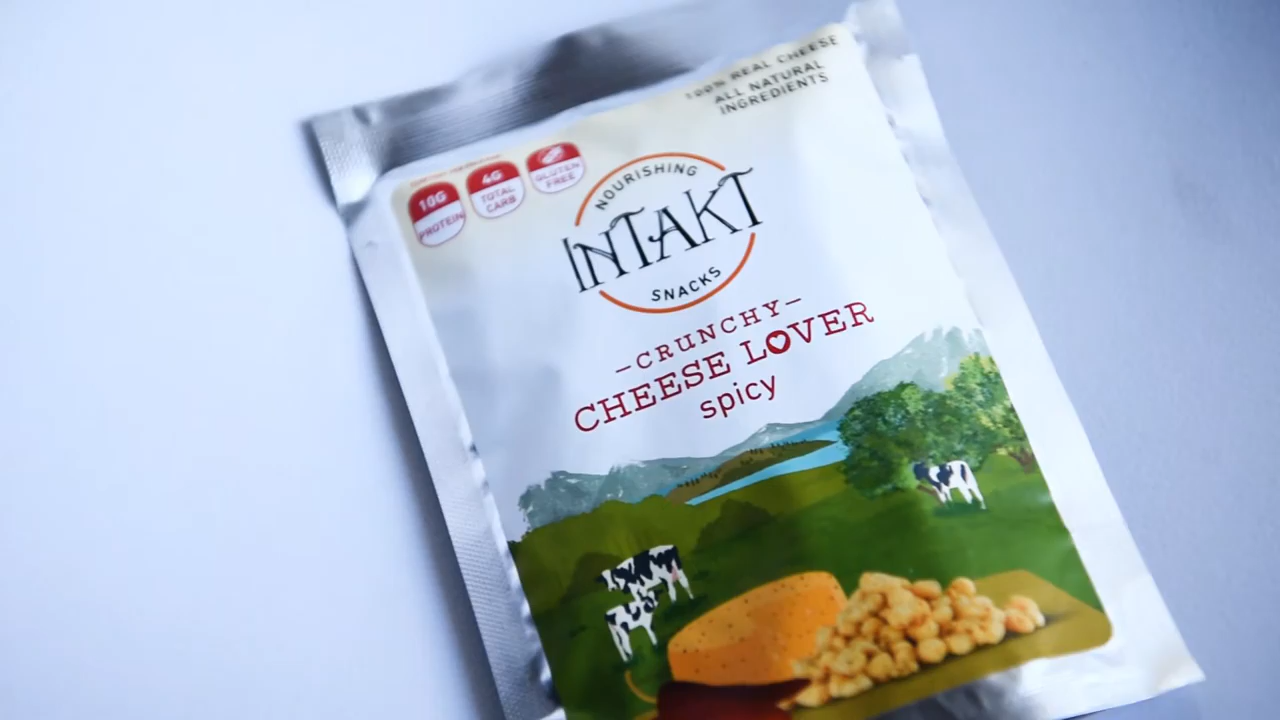 100% REAL CHEESE
ALL NATURAL
INGREDIENTS
10G
PROTEIN
4G
TOTAL
CARB
GLUTEN
FREE
NOURISHING
INTAKT
SNACKS
–CRUNCHY–
CHEESE LOVER
spicy